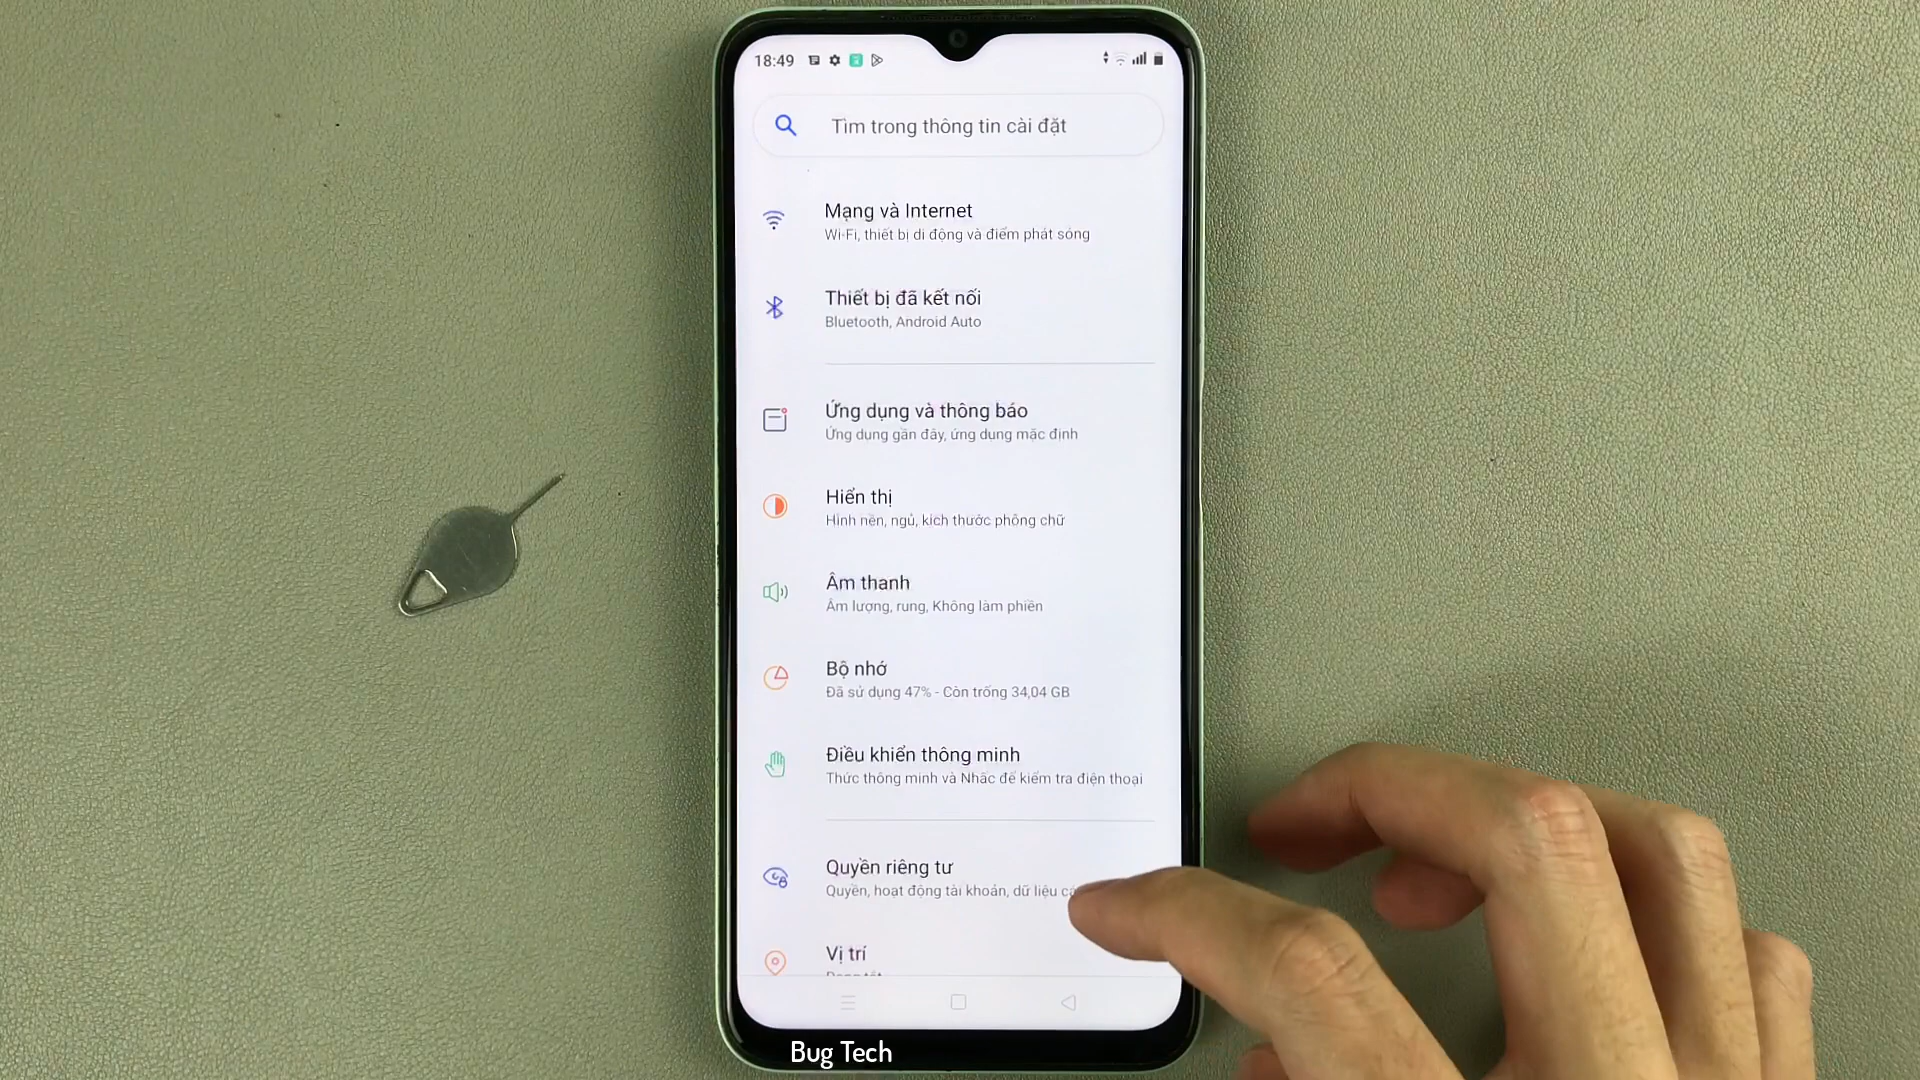 18:49
Tìm trong thông tin cài đặt
Mạng và Internet
Wi-Fi, thiết bị di động và điểm phát sóng
Thiết bị đã kết nối
Bluetooth, Android Auto
Ứng dụng và thông báo
Ứng dụng gần đây, ứng dụng mặc định
Hiển thị
Hình nền, ngủ, kích thước phông chữ
Âm thanh
Âm lượng, rung, Không làm phiền
Bộ nhớ
Đã sử dụng 47% - Còn trống 34,04 GB
Điều khiển thông minh
Thức thông minh và Nhắc để kiểm tra điện thoại
Quyền riêng tư
Quyền, hoạt động tài khoản, dữ liệu
Vị trí
Bug Tech